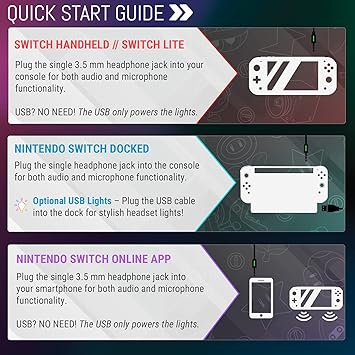 QUICK START GUIDE
SWITCH HANDHELD // SWITCH LITE
Plug the single 3.5 mm headphone jack into your
console for both audio and microphone
functionality.
USB? NO NEED! The USB only powers the lights.
NINTENDO SWITCH DOCKED
Plug the single headphone jack into the console
for both audio and microphone functionality.
Optional USB Lights – Plug the USB cable
into the dock for stylish headset lights!
NINTENDO SWITCH ONLINE APP
Plug the single 3.5 mm headphone jack into
your smartphone for both audio and microphone
functionality.
USB? NO NEED! The USB only powers the lights.